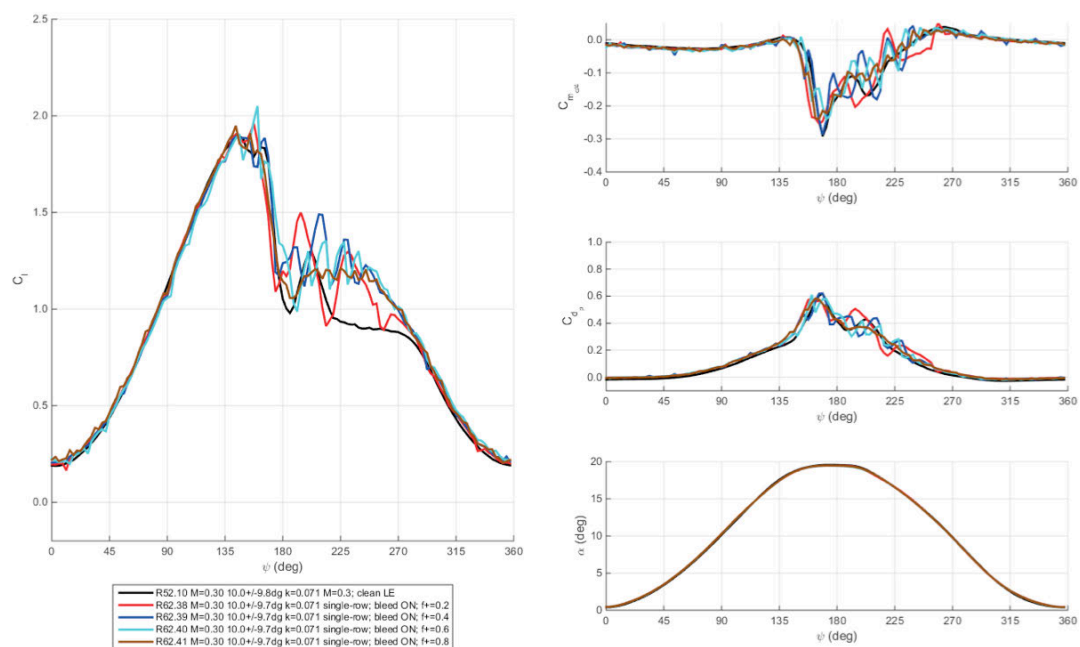 2.5
2.0
1.5
1.0
0.5
0.0
C_l
0 45 90 135 180 225 270 315 360
ψ (deg)
R52.10 M=0.30 10.0+/-9.8dg k=0.071 M=0.3; clean LE
R62.38 M=0.30 10.0+/-9.7dg k=0.071 single-row; bleed ON; f+=0.2
R62.39 M=0.30 10.0+/-9.7dg k=0.071 single-row; bleed ON; f+=0.4
R62.40 M=0.30 10.0+/-9.7dg k=0.071 single-row; bleed ON; f+=0.6
R62.41 M=0.30 10.0+/-9.7dg k=0.071 single-row; bleed ON; f+=0.8
0.0
-0.1
-0.2
-0.3
-0.4
C_m
0 45 90 135 180 225 270 315 360
ψ (deg)
1.0
0.8
0.6
0.4
0.2
0.0
C_d_p
0 45 90 135 180 225 270 315 360
ψ (deg)
20
15
10
5
0
α (deg)
0 45 90 135 180 225 270 315 360
ψ (deg)